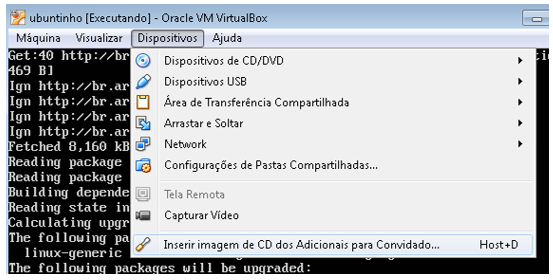 ubuntinho [Executando] - Oracle VM VirtualBox
Máquina Visualizar Dispositivos Ajuda
Get:40 http://br
469 B]
Ign http://br.ar
Ign http://br.ar
Ign http://br.ar
Ign http://br.ar
Fetched 8,160 kB
Reading package
Reading package
Building depende
Reading state in
Calculating upgr
The following pa
linux-generic
The following packages will be upgraded:
Dispositivos de CD/DVD
Dispositivos USB
Área de Transferência Compartilhada
Arrastar e Soltar
Network
Configurações de Pastas Compartilhadas...
Tela Remota
Capturar Vídeo
Inserir imagem de CD dos Adicionais para Convidado... Host+D